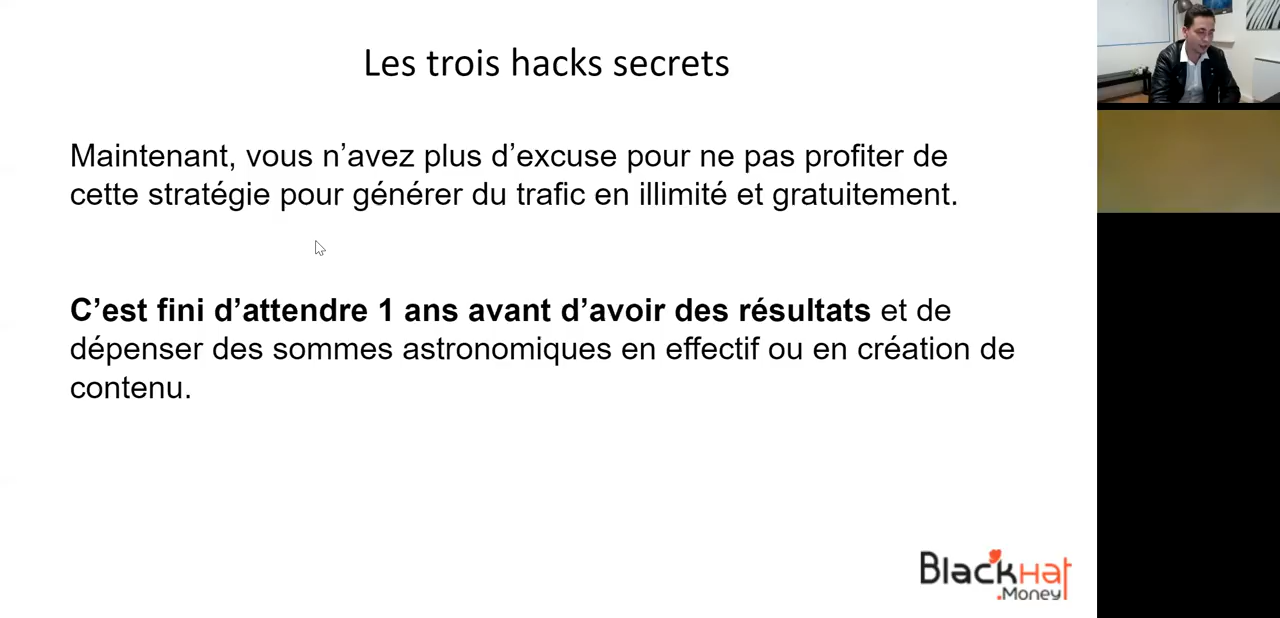 Les trois hacks secrets
Maintenant, vous n’avez plus d’excuse pour ne pas profiter de
cette stratégie pour générer du trafic en illimité et gratuitement.
C’est fini d’attendre 1 ans avant d’avoir des résultats et de
dépenser des sommes astronomiques en effectif ou en création de
contenu.
BlackHat
.Money